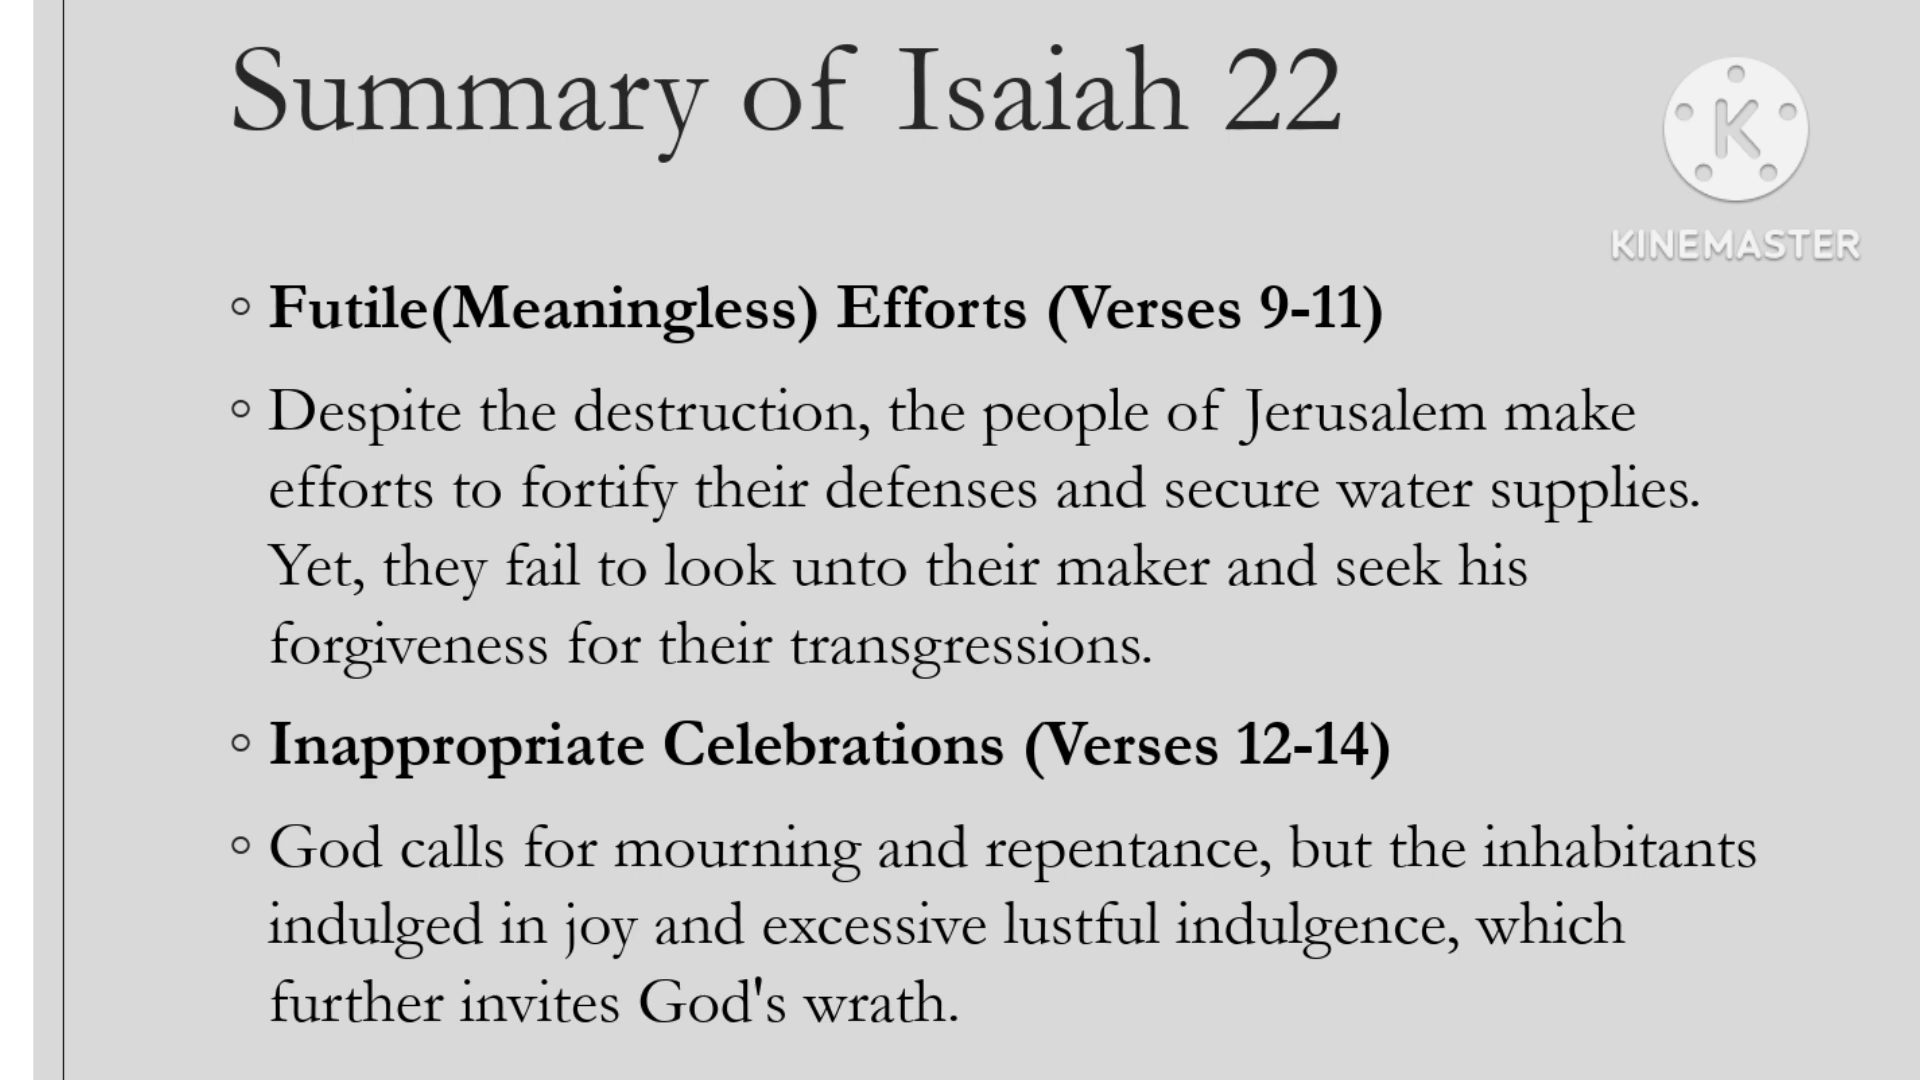 Summary of Isaiah 22
K
KINEMASTER
◦ Futile(Meaningless) Efforts (Verses 9-11)
◦ Despite the destruction, the people of Jerusalem make
efforts to fortify their defenses and secure water supplies.
Yet, they fail to look unto their maker and seek his
forgiveness for their transgressions.
◦ Inappropriate Celebrations (Verses 12-14)
◦ God calls for mourning and repentance, but the inhabitants
indulged in joy and excessive lustful indulgence, which
further invites God's wrath.